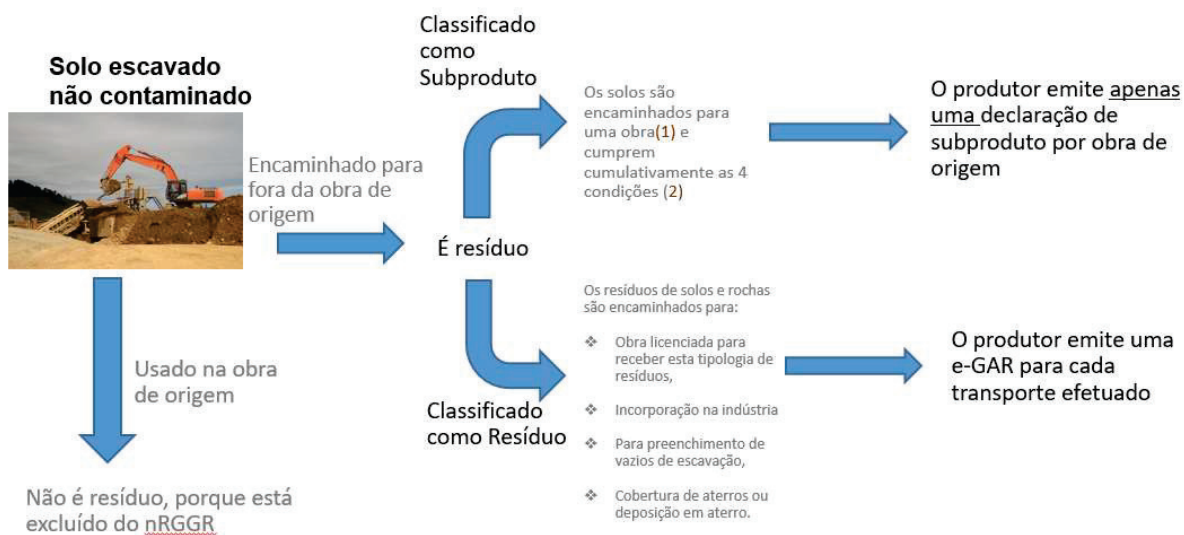 Solo escavado
não contaminado
Encaminhado para
fora da obra de
origem
Usado na obra
de origem
Não é resíduo, porque está
excluído do nRGGR
É resíduo
Classificado
como
Subproduto
Os solos são
encaminhados para
uma obra(1) e
cumprem
cumulativamente as 4
condições (2)
O produtor emite apenas
uma declaração de
subproduto por obra de
origem
Classificado
como Resíduo
Os resíduos de solos e rochas
são encaminhados para:
❖ Obra licenciada para
receber esta tipologia de
resíduos,
❖ Incorporação na indústria
❖ Para preenchimento de
vazios de escavação,
❖ Cobertura de aterros ou
deposição em aterro.
O produtor emite uma
e-GAR para cada
transporte efetuado